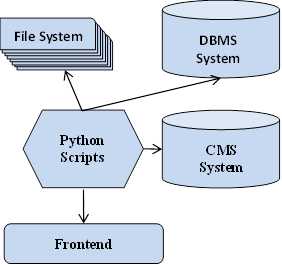 File System
DBMS
System
Python
Scripts
CMS
System
Frontend